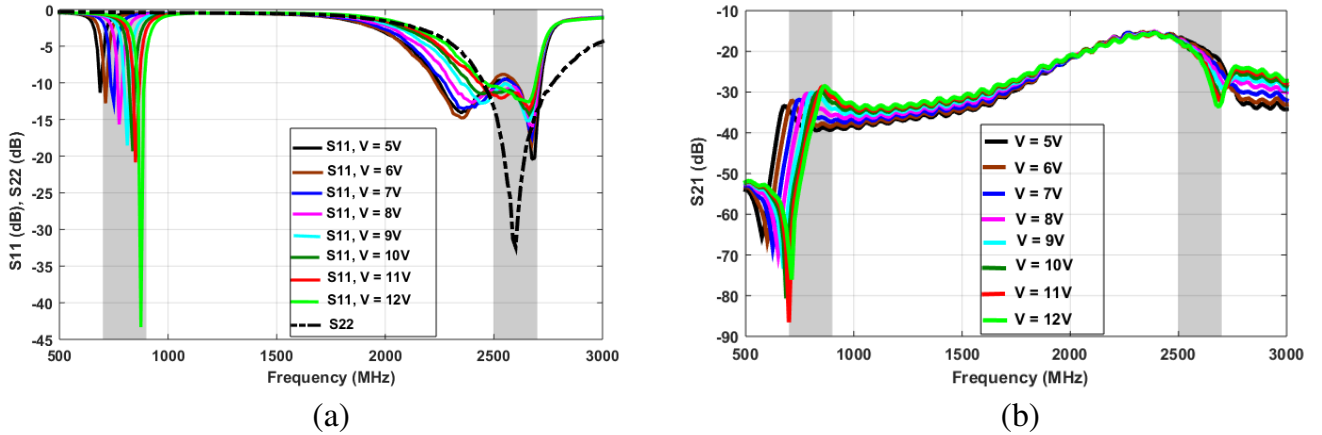 0
-5
-10
-15
-20
-25
-30
-35
-40
-45
S11 (dB), S22 (dB)
S11, V = 5V
S11, V = 6V
S11, V = 7V
S11, V = 8V
S11, V = 9V
S11, V = 10V
S11, V = 11V
S11, V = 12V
S22
500 1000 1500 2000 2500 3000
Frequency (MHz)
(a)
-10
-20
-30
-40
-50
-60
-70
-80
-90
S21 (dB)
V = 5V
V = 6V
V = 7V
V = 8V
V = 9V
V = 10V
V = 11V
V = 12V
500 1000 1500 2000 2500 3000
Frequency (MHz)
(b)